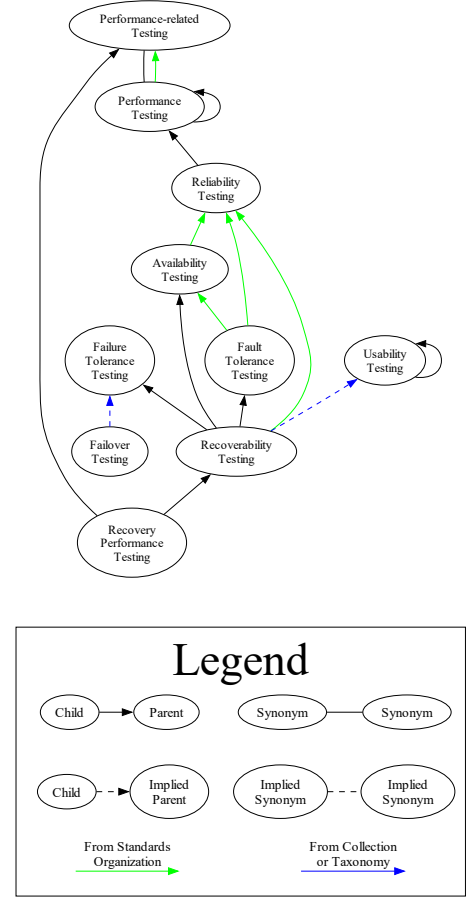 Performance-related
Testing
Performance
Testing
Reliability
Testing
Availability
Testing
Failure
Tolerance
Testing
Fault
Tolerance
Testing
Usability
Testing
Failover
Testing
Recoverability
Testing
Recovery
Performance
Testing
Legend
Child
Parent
Synonym
Synonym
Child
Implied
Parent
Implied
Synonym
Implied
Synonym
From Standards
Organization
From Collection
or Taxonomy